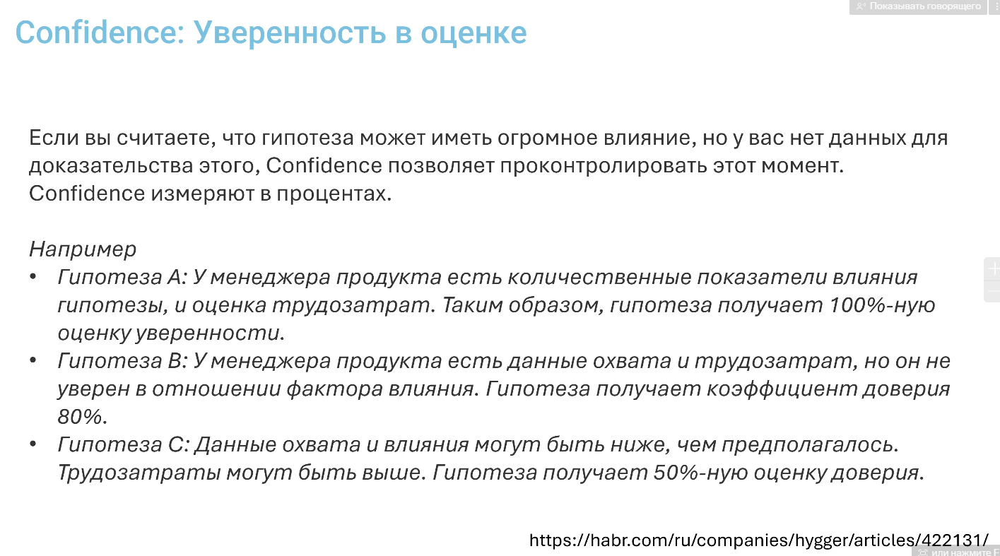 Показывать говорящего
Confidence: Уверенность в оценке
Если вы считаете, что гипотеза может иметь огромное влияние, но у вас нет данных для
доказательства этого, Confidence позволяет проконтролировать этот момент.
Confidence измеряют в процентах.
Например
• Гипотеза A: У менеджера продукта есть количественные показатели влияния
гипотезы, и оценка трудозатрат. Таким образом, гипотеза получает 100%-ную
оценку уверенности.
• Гипотеза B: У менеджера продукта есть данные охвата и трудозатрат, но он не
уверен в отношении фактора влияния. Гипотеза получает коэффициент доверия
80%.
• Гипотеза C: Данные охвата и влияния могут быть ниже, чем предполагалось.
Трудозатраты могут быть выше. Гипотеза получает 50%-ную оценку доверия.
https://habr.com/ru/companies/hygger/articles/422131/
или нажмите